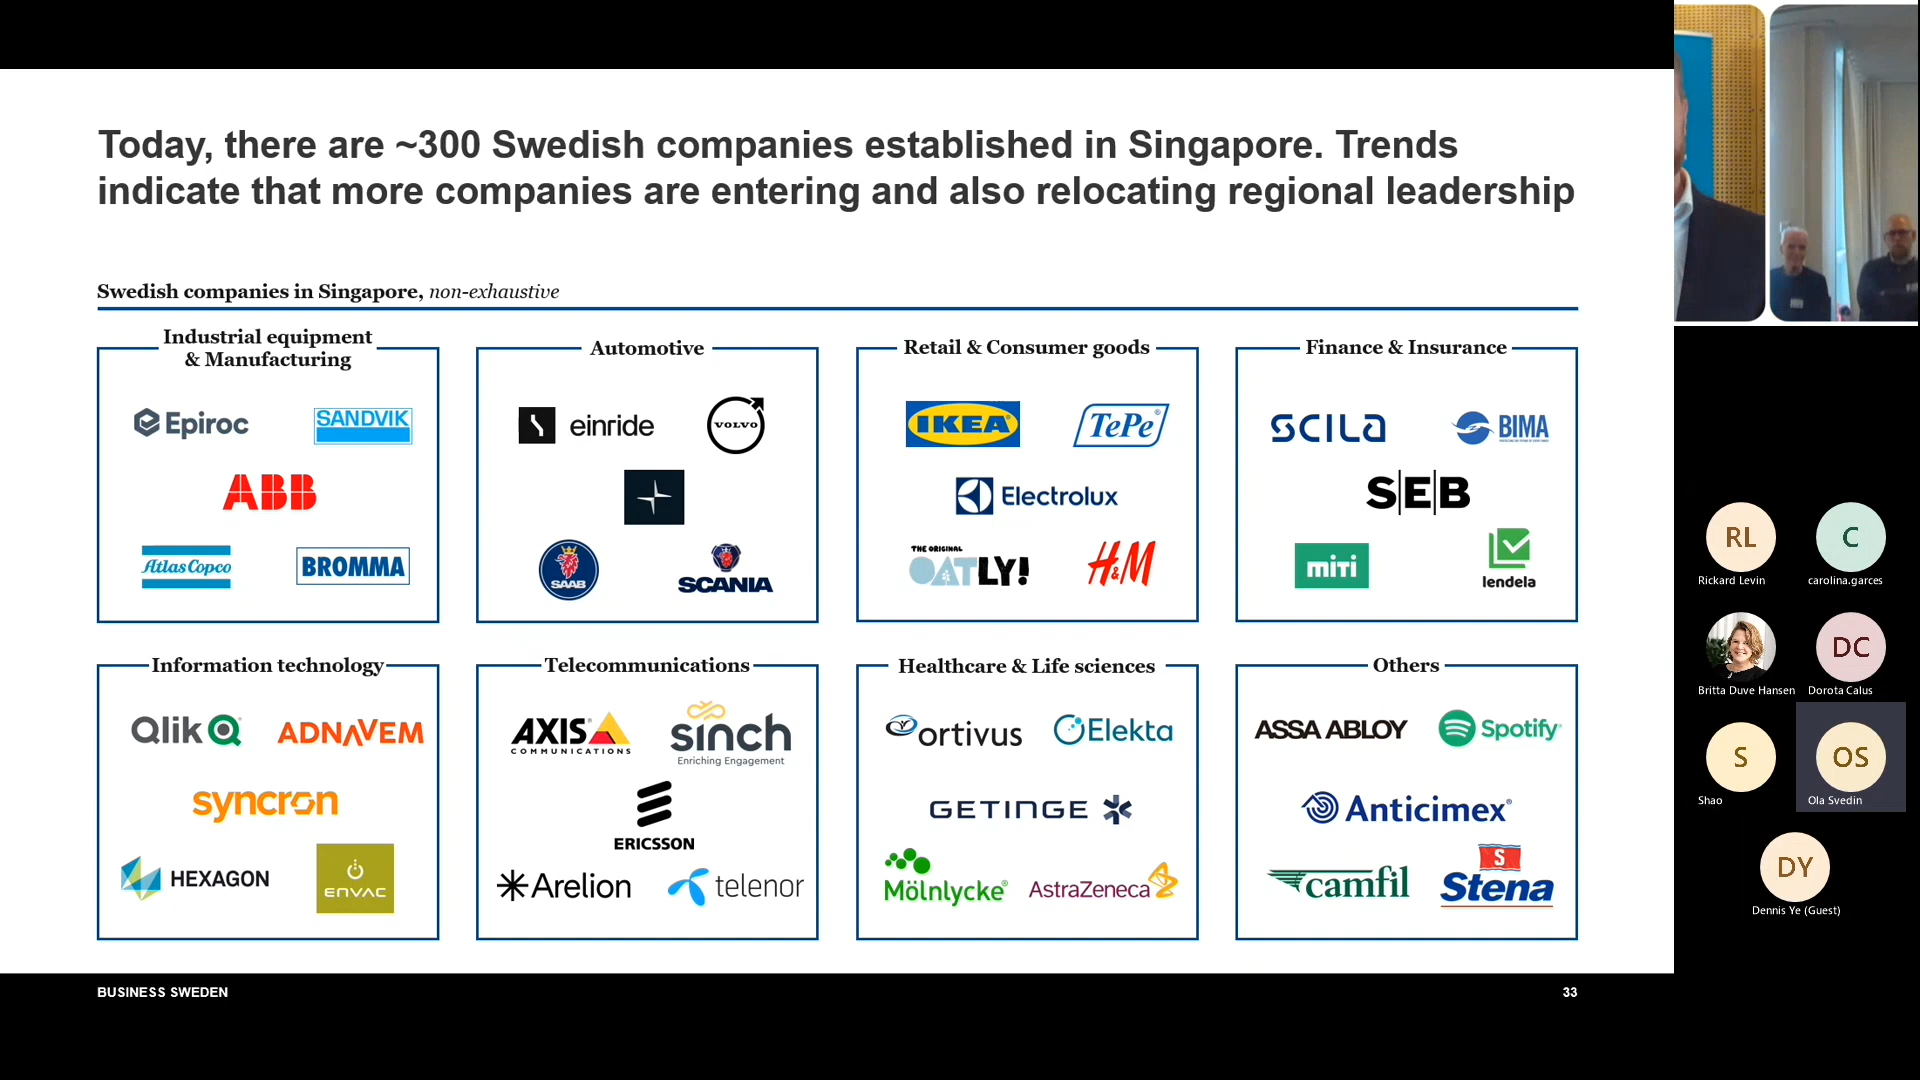 Today, there are ~300 Swedish companies established in Singapore. Trends
indicate that more companies are entering and also relocating regional leadership
Swedish companies in Singapore, non-exhaustive
Industrial equipment
& Manufacturing
Epiroc
SANDVIK
ABB
Atlas Copco
BROMMA
Automotive
einride
VOLVO
SAAB
SCANIA
Retail & Consumer goods
IKEA
TePe
Electrolux
THE ORIGINAL
OATLY!
H&M
Finance & Insurance
SCILA
BIMA
S|E|B
miti
lendela
Information technology
Qlik
ADNAVEM
syncron
HEXAGON
ENVAC
Telecommunications
AXIS
COMMUNICATIONS
sinch
Enriching Engagement
ERICSSON
Arelion
telenor
Healthcare & Life sciences
ortivus
Elekta
GETINGE
Mölnlycke®
AstraZeneca
Others
ASSA ABLOY
Spotify®
Anticimex®
camfil
S
Stena
BUSINESS SWEDEN
33
RL
Rickard Levin
C
carolina.garces
Britta Duve Hansen
DC
Dorota Calus
S
Shao
OS
Ola Svedin
DY
Dennis Ye (Guest)